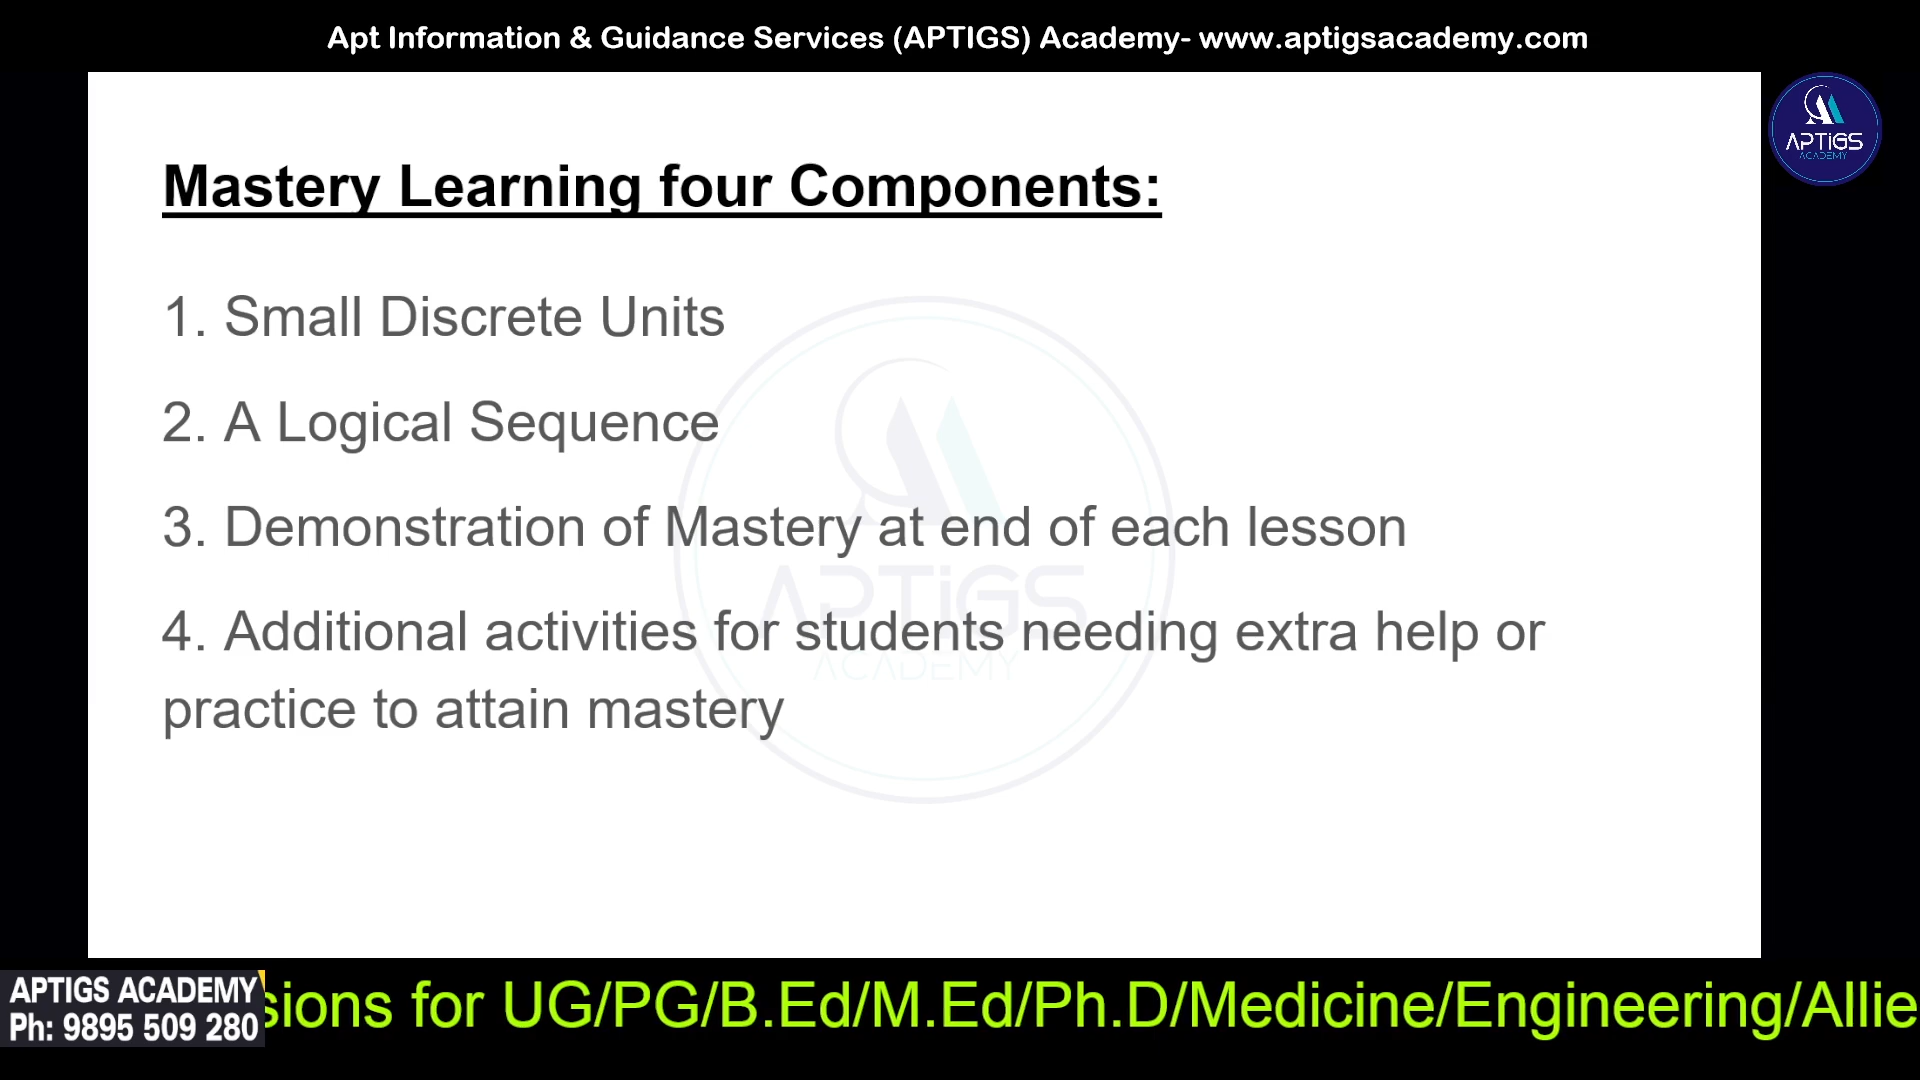 Apt Information & Guidance Services (APTIGS) Academy- www.aptigsacademy.com
APTiGS
ACADEMY
Mastery Learning four Components:
1. Small Discrete Units
2. A Logical Sequence
3. Demonstration of Mastery at end of each lesson
4. Additional activities for students needing extra help or
practice to attain mastery
APTiGS
ACADEMY
APTIGS ACADEMY
Ph: 9895 509 280
sions for UG/PG/B.Ed/M.Ed/Ph.D/Medicine/Engineering/Allie